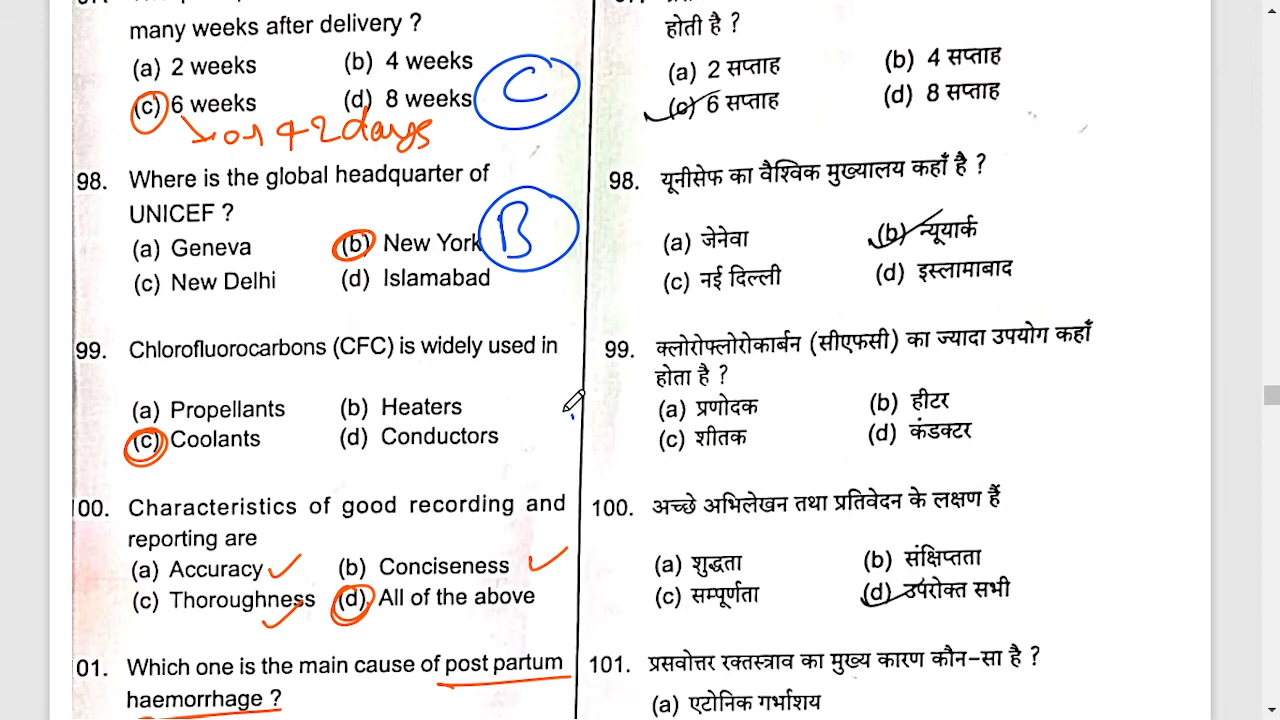 many weeks after delivery ?
(a) 2 weeks (b) 4 weeks
(c) 6 weeks (d) 8 weeks
C
or 42 days
98. Where is the global headquarter of
UNICEF ?
(a) Geneva (b) New York
B
(c) New Delhi (d) Islamabad
99. Chlorofluorocarbons (CFC) is widely used in
(a) Propellants (b) Heaters
(c) Coolants (d) Conductors
100. Characteristics of good recording and
reporting are
(a) Accuracy (b) Conciseness
(c) Thoroughness (d) All of the above
01. Which one is the main cause of post partum
haemorrhage ?
होती है ?
(a) 2 सप्ताह (b) 4 सप्ताह
(c) 6 सप्ताह (d) 8 सप्ताह
98. यूनीसेफ का वैश्विक मुख्यालय कहाँ है ?
(a) जेनेवा (b) न्यूयार्क
(c) नई दिल्ली (d) इस्लामाबाद
99. क्लोरोफ्लोरोकार्बन (सीएफसी) का ज्यादा उपयोग कहाँ
होता है ?
(a) प्रणोदक (b) हीटर
(c) शीतक (d) कंडक्टर
100. अच्छे अभिलेखन तथा प्रतिवेदन के लक्षण हैं
(a) शुद्धता (b) संक्षिप्तता
(c) सम्पूर्णता (d) उपरोक्त सभी
101. प्रसवोत्तर रक्तस्त्राव का मुख्य कारण कौन-सा है ?
(a) एटोनिक गर्भाशय